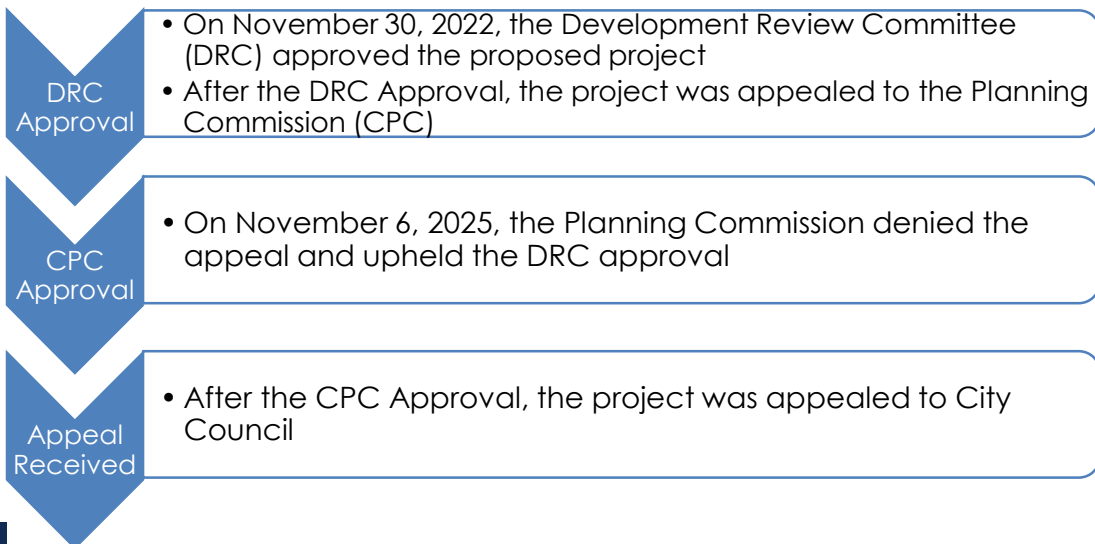 DRC
Approval
• On November 30, 2022, the Development Review Committee
(DRC) approved the proposed project
• After the DRC Approval, the project was appealed to the Planning
Commission (CPC)
CPC
Approval
• On November 6, 2025, the Planning Commission denied the
appeal and upheld the DRC approval
Appeal
Received
• After the CPC Approval, the project was appealed to City
Council